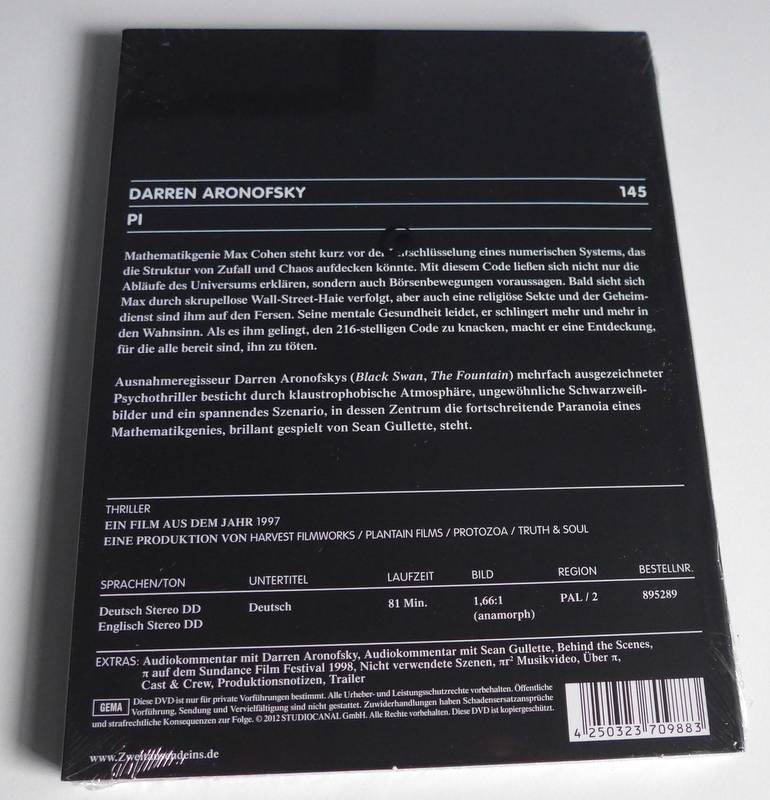 DARREN ARONOFSKY 145
PI
Mathematikgenie Max Cohen steht kurz vor der eines numerischen Systems, das
die Struktur von Zufall und Chaos aufdecken könnte. Mit diesem Code ließen sich nicht nur die
Abläufe des Universums erklären, sondern auch Börsenbewegungen voraussagen. Bald sieht sich
Max durch skrupellose Wall-Street-Haie verfolgt, aber auch eine religiöse Sekte und der Geheim-
dienst sind ihm auf den Fersen. Seine mentale Gesundheit leidet, er schlingert mehr und mehr in
den Wahnsinn. Als es ihm gelingt, den 216-stelligen Code zu knacken, macht er eine Entdeckung,
für die alle bereit sind, ihn zu töten.
Ausnahmeregisseur Darren Aronofskys (Black Swan, The Fountain) mehrfach ausgezeichneter
Psychothriller besticht durch klaustrophobische Atmosphäre, ungewöhnliche Schwarzweiß-
bilder und ein spannendes Szenario, in dessen Zentrum die fortschreitende Paranoia eines
Mathematikgenies, brillant gespielt von Sean Gullette, steht.
THRILLER
EIN FILM AUS DEM JAHR 1997
EINE PRODUKTION VON HARVEST FILMWORKS / PLANTAIN FILMS / PROTOZOA / TRUTH & SOUL
SPRACHEN/TON UNTERTITEL LAUFZEIT BILD REGION BESTELLNR.
Deutsch Stereo DD Deutsch 81 Min. 1,66:1 PAL / 2 895289
Englisch Stereo DD (anamorph)
EXTRAS: Audiokommentar mit Darren Aronofsky, Audiokommentar mit Sean Gullette, Behind the Scenes,
π auf dem Sundance Film Festival 1998, Nicht verwendete Szenen, πr² Musikvideo, Über π,
Cast & Crew, Produktionsnotizen, Trailer
GEMA Diese DVD ist nur für private Vorführungen bestimmt. Alle Urheber- und Leistungsschutzrechte vorbehalten. Öffentliche
Vorführung, Sendung und Vervielfältigung sind nicht gestattet. Zuwiderhandlungen haben Schadensersatzansprüche
und strafrechtliche Konsequenzen zur Folge. © 2012 STUDIOCANAL GmbH. Alle Rechte vorbehalten. Diese DVD ist kopiergeschützt.
4 250323 709883